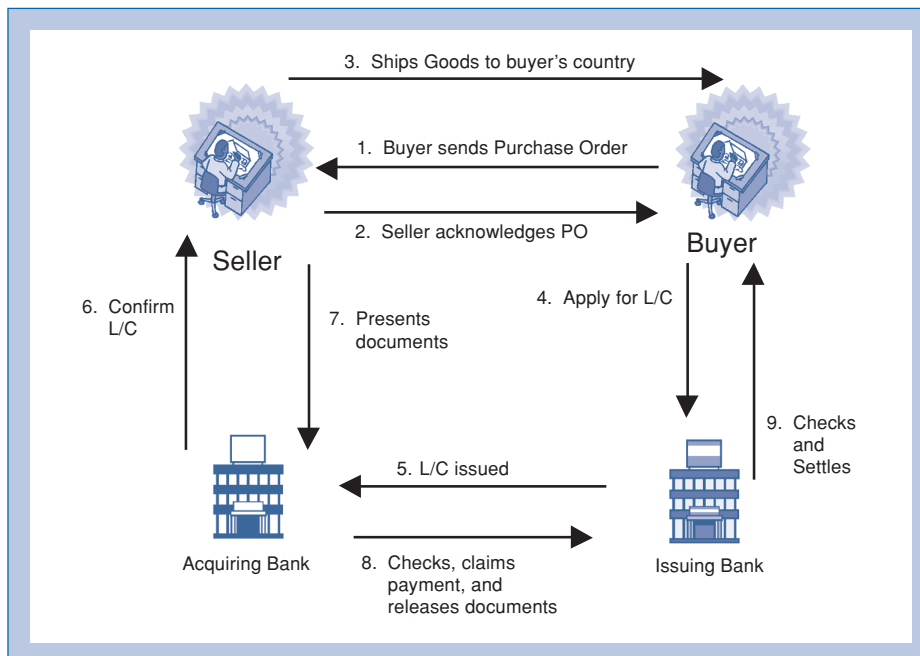 3. Ships Goods to buyer's country
1. Buyer sends Purchase Order
2. Seller acknowledges PO
Seller
Buyer
6. Confirm
L/C
7. Presents
documents
4. Apply for L/C
9. Checks
and
Settles
5. L/C issued
Acquiring Bank
8. Checks, claims
payment, and
releases documents
Issuing Bank